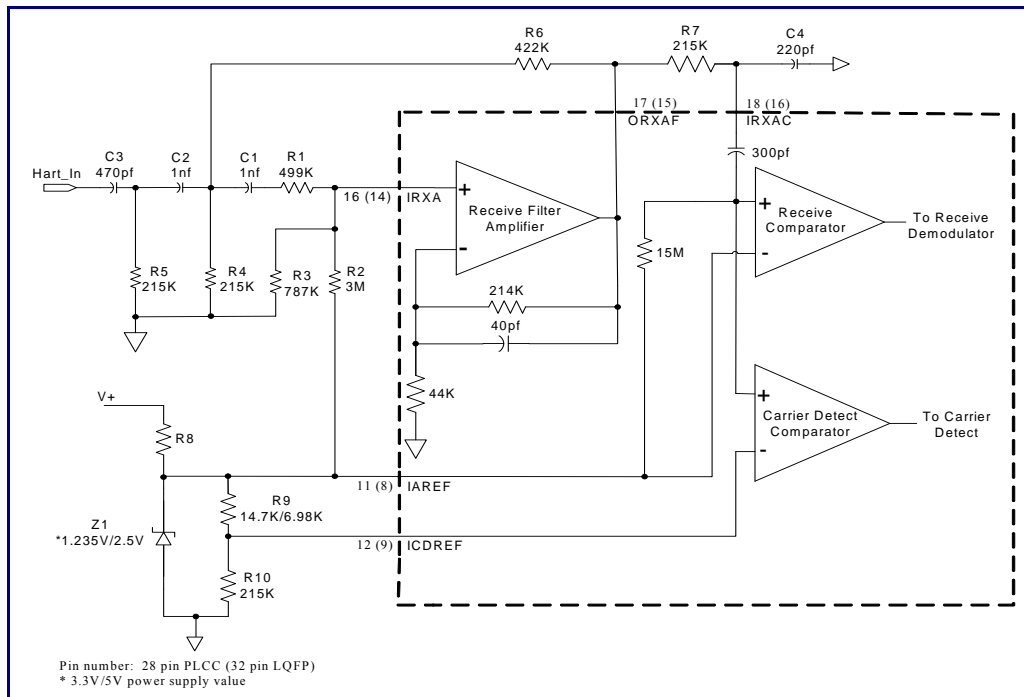 R6
422K
R7
215K
C4
220pf
17 (15)
ORXAF
18 (16)
IRXAC
300pf
Hart_In
C3
470pf
C2
1nf
C1
1nf
R1
499K
16 (14)
IRXA
+
-
Receive Filter
Amplifier
+
-
Receive
Comparator
To Receive
Demodulator
R5
215K
R4
215K
R3
787K
R2
3M
15M
214K
40pf
44K
+
-
Carrier Detect
Comparator
To Carrier
Detect
V+
R8
11 (8)
IAREF
R9
14.7K/6.98K
Z1
*1.235V/2.5V
12 (9)
ICDREF
R10
215K
Pin number: 28 pin PLCC (32 pin LQFP)
* 3.3V/5V power supply value